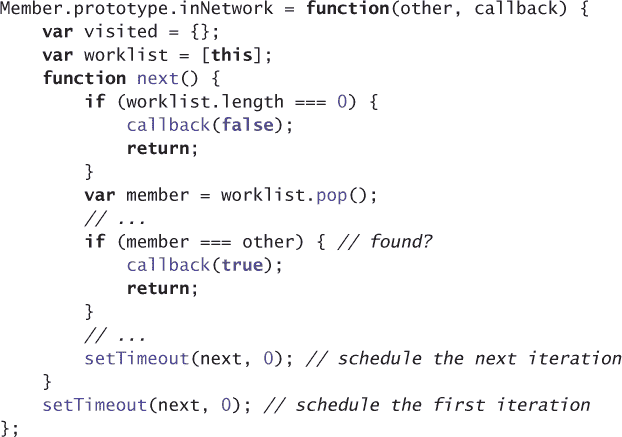 Member.prototype.inNetwork = function(other, callback) {
    var visited = {};
    var worklist = [this];
    function next() {
        if (worklist.length === 0) {
            callback(false);
            return;
        }
        var member = worklist.pop();
        // ...
        if (member === other) { // found?
            callback(true);
            return;
        }
        // ...
        setTimeout(next, 0); // schedule the next iteration
    }
    setTimeout(next, 0); // schedule the first iteration
};